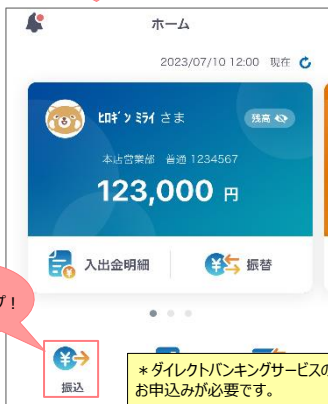 ホーム
2023/07/10 12:00 現在
ﾋﾛｷﾞﾝ ﾐﾗｲ さま
残高
本店営業部 普通 1234567
123,000 円
入出金明細
振替
プ！
振込
＊ダイレクトバンキングサービスの
お申込みが必要です。